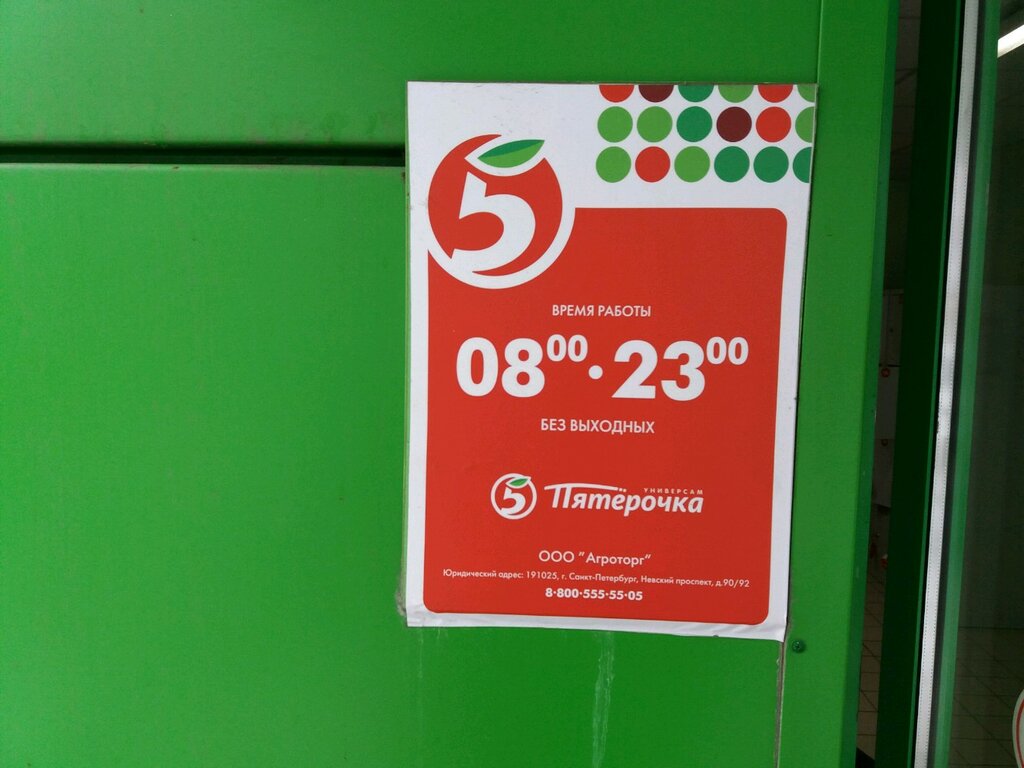 5
ВРЕМЯ РАБОТЫ
08⁰⁰·23⁰⁰
БЕЗ ВЫХОДНЫХ
5 УНИВЕРСАМ
Пятёрочка
ООО "Агроторг"
Юридический адрес: 191025, г. Санкт-Петербург, Невский проспект, д.90/92
8·800·555·55·05